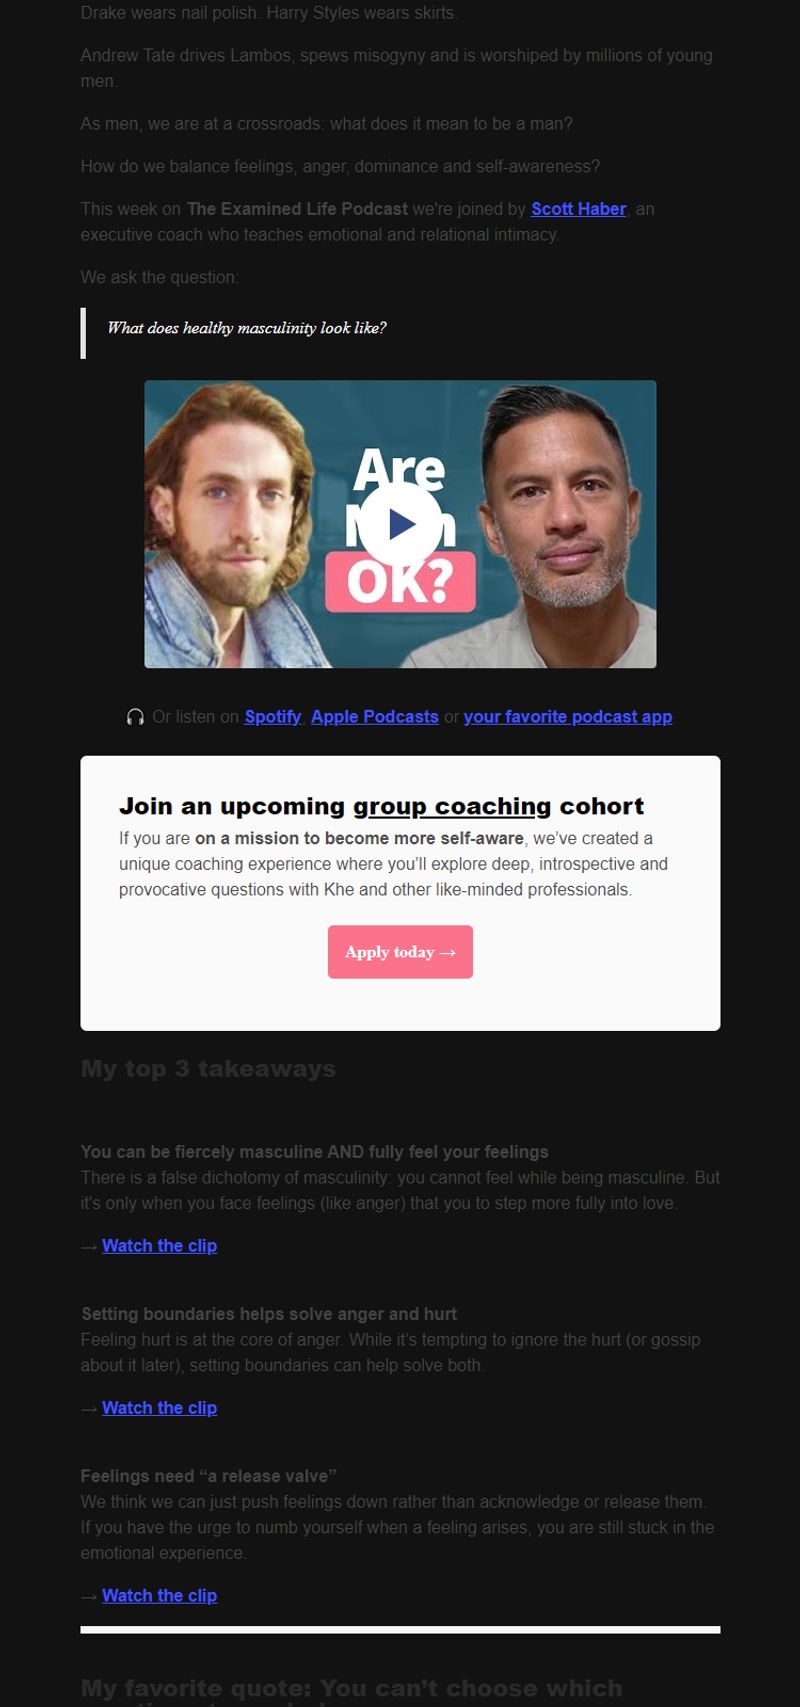 Drake wears nail polish. Harry Styles wears skirts.
Andrew Tate drives Lambos, spews misogyny and is worshiped by millions of young
men.
As men, we are at a crossroads: what does it mean to be a man?
How do we balance feelings, anger, dominance and self-awareness?
This week on The Examined Life Podcast we're joined by Scott Haber, an
executive coach who teaches emotional and relational intimacy.
We ask the question:
What does healthy masculinity look like?
Are
OK?
🎧 Or listen on Spotify, Apple Podcasts or your favorite podcast app.
Join an upcoming group coaching cohort
If you are on a mission to become more self-aware, we’ve created a
unique coaching experience where you’ll explore deep, introspective and
provocative questions with Khe and other like-minded professionals.
Apply today →
My top 3 takeaways
You can be fiercely masculine AND fully feel your feelings
There is a false dichotomy of masculinity: you cannot feel while being masculine. But
it's only when you face feelings (like anger) that you to step more fully into love.
→ Watch the clip
Setting boundaries helps solve anger and hurt
Feeling hurt is at the core of anger. While it’s tempting to ignore the hurt (or gossip
about it later), setting boundaries can help solve both.
→ Watch the clip
Feelings need “a release valve”
We think we can just push feelings down rather than acknowledge or release them.
If you have the urge to numb yourself when a feeling arises, you are still stuck in the
emotional experience.
→ Watch the clip
My favorite quote: You can’t choose which